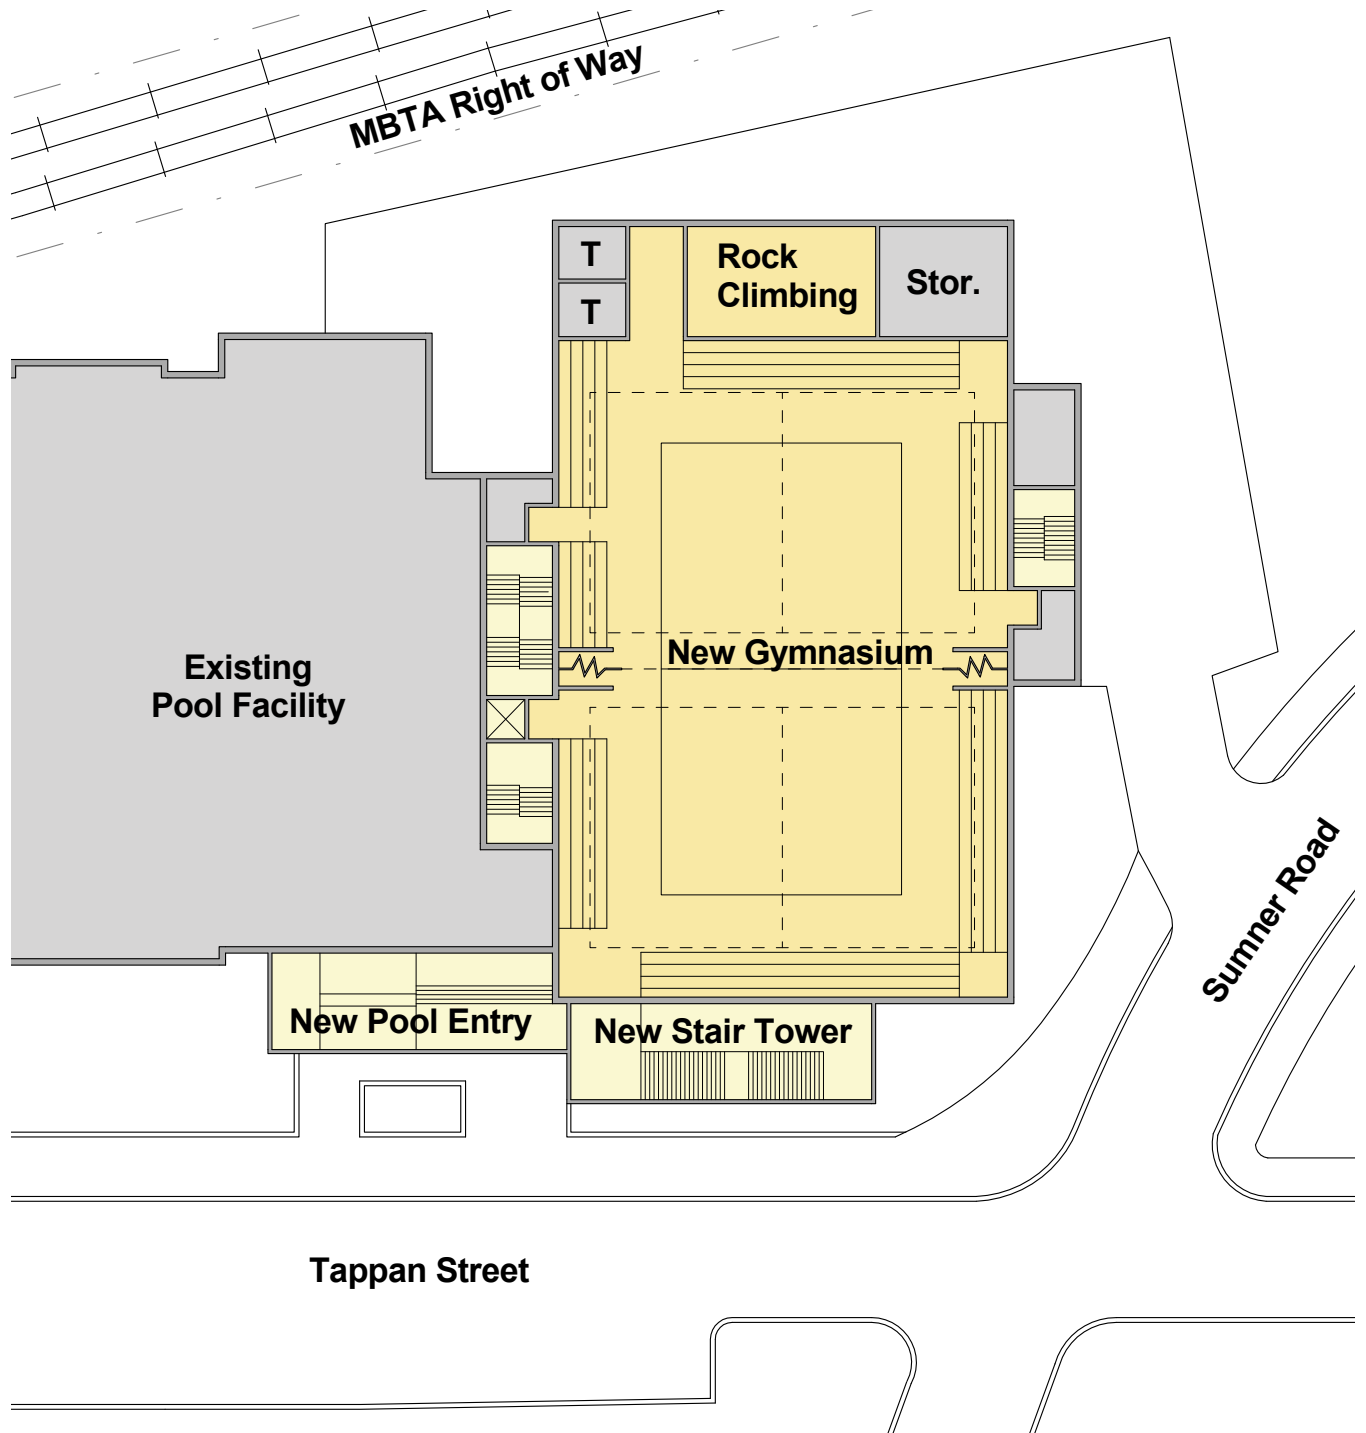 MBTA Right of Way
T
Rock
Climbing
Stor.
T
New Gymnasium
Existing
Pool Facility
Sumner Road
New Pool Entry
New Stair Tower
Tappan Street